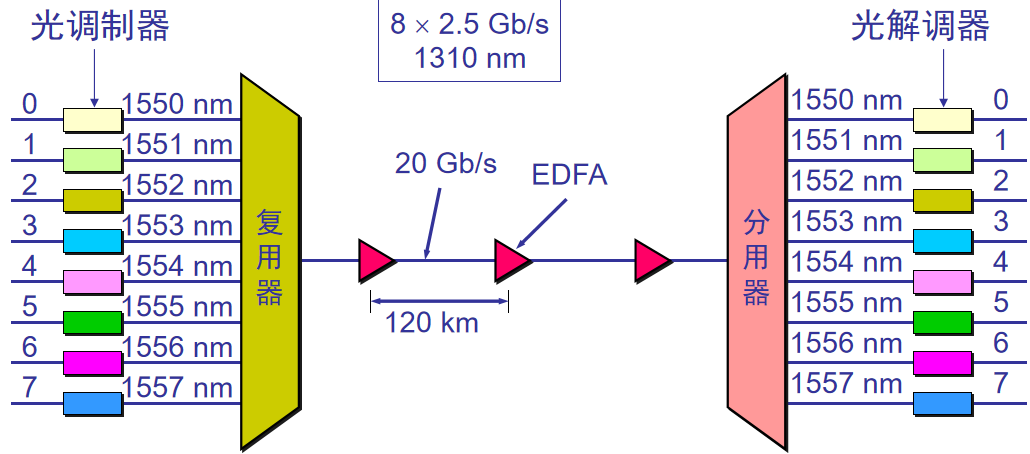 光调制器
8 × 2.5 Gb/s
1310 nm
光解调器
0 1550 nm
1 1551 nm
2 1552 nm
3 1553 nm
4 1554 nm
5 1555 nm
6 1556 nm
7 1557 nm
复用器
20 Gb/s
EDFA
120 km
分用器
1550 nm 0
1551 nm 1
1552 nm 2
1553 nm 3
1554 nm 4
1555 nm 5
1556 nm 6
1557 nm 7